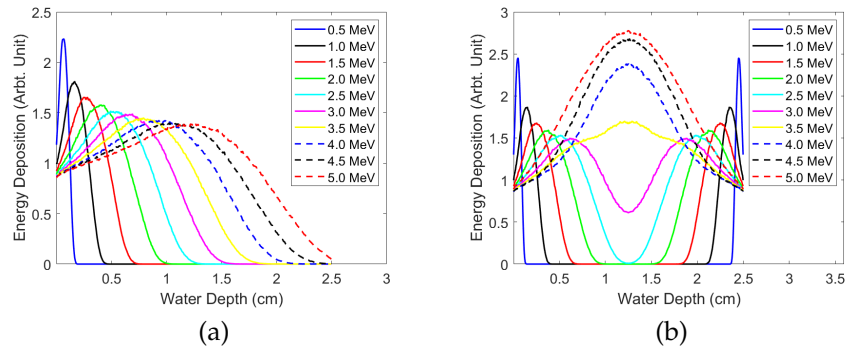 2.5
2
1.5
1
0.5
0
Energy Deposition (Arbt. Unit)
0.5 1 1.5 2 2.5 3
Water Depth (cm)
0.5 MeV
1.0 MeV
1.5 MeV
2.0 MeV
2.5 MeV
3.0 MeV
3.5 MeV
4.0 MeV
4.5 MeV
5.0 MeV
(a)
3
2.5
2
1.5
1
0.5
0
Energy Deposition (Arbt. Unit)
0.5 1 1.5 2 2.5 3 3.5
Water Depth (cm)
0.5 MeV
1.0 MeV
1.5 MeV
2.0 MeV
2.5 MeV
3.0 MeV
3.5 MeV
4.0 MeV
4.5 MeV
5.0 MeV
(b)